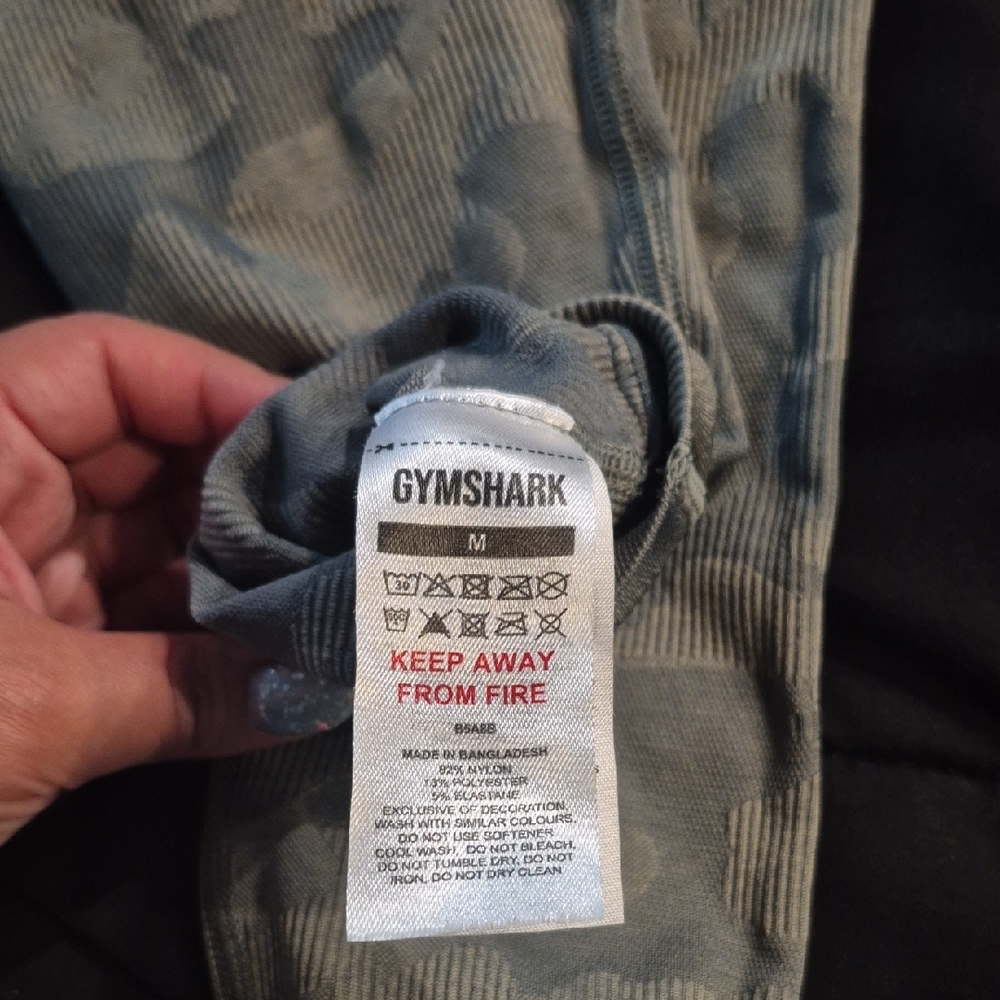 GYMSHARK
M
30
KEEP AWAY
FROM FIRE
B5A8B
MADE IN BANGLADESH
82% NYLON
13% POLYESTER
5% ELASTANE
EXCLUSIVE OF DECORATION,
WASH WITH SIMILAR COLOURS,
DO NOT USE SOFTENER
COOL WASH, DO NOT BLEACH,
DO NOT TUMBLE DRY, DO NOT
IRON, DO NOT DRY CLEAN